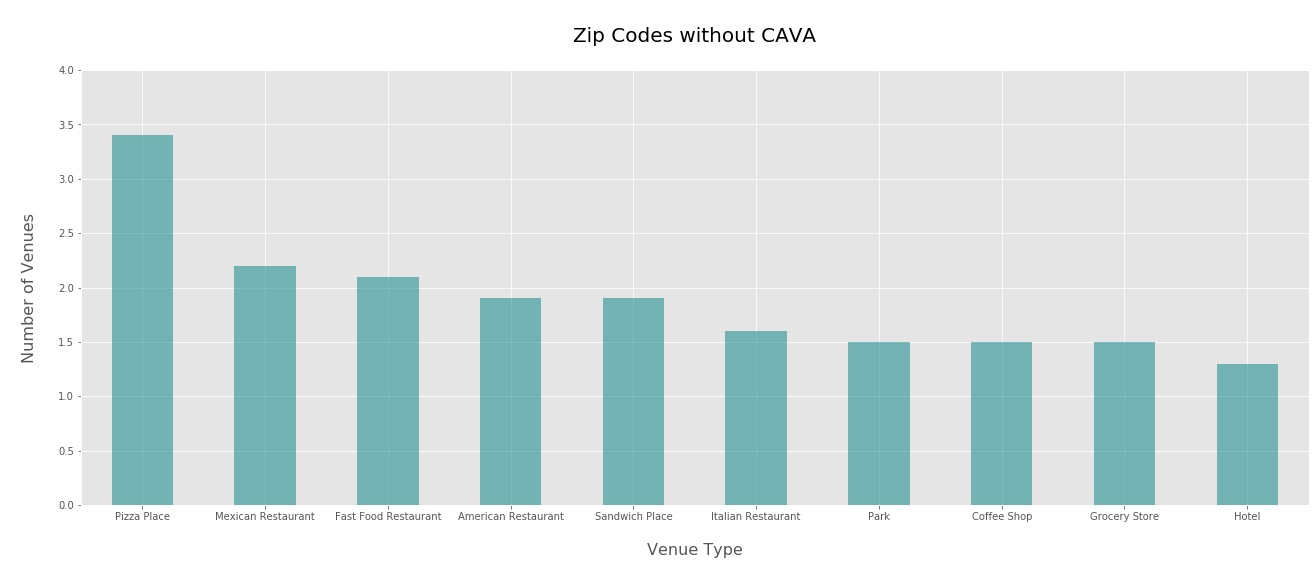 Zip Codes without CAVA
4.0
3.5
3.0
2.5
2.0
1.5
1.0
0.5
0.0
Number of Venues
Pizza Place Mexican Restaurant Fast Food Restaurant American Restaurant Sandwich Place Italian Restaurant Park Coffee Shop Grocery Store Hotel
Venue Type